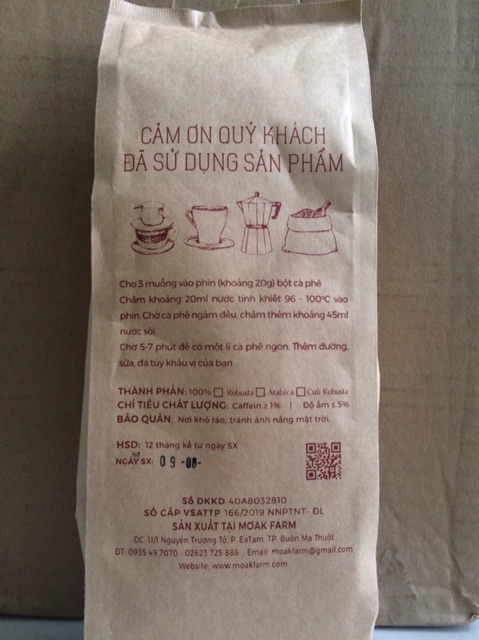 CẢM ƠN QUÝ KHÁCH
ĐÃ SỬ DỤNG SẢN PHẨM
Cho 3 muỗng vào phin (khoảng 20g) bột cà phê
Châm khoảng 20ml nước tinh khiết 96 - 100°C vào
phin. Chờ cà phê ngấm đều, châm thêm khoảng 45ml
nước sôi
Chờ 5-7 phút để có một li cà phê ngon. Thêm đường,
sữa, đá tùy khẩu vị của bạn
THÀNH PHẦN: 100% Robusta Arabica Culi Robusta
CHỈ TIÊU CHẤT LƯỢNG: Caffein ≥ 1% | Độ ẩm ≤ 5%
BẢO QUẢN: Nơi khô ráo, tránh ánh nắng mặt trời.
HSD: 12 tháng kể từ ngày SX
NGÀY SX: 09-08-
Số ĐKKD 40A8032810
SỐ CẤP VSATTP 166/2019 NNPTNT- ĐL
SẢN XUẤT TẠI MOAK FARM
ĐC: 11/1 Nguyễn Trường Tộ, P. EaTam, TP. Buôn Ma Thuột
ĐT: 0935 49 7070 - 02623 725 886 Email: moakfarm@gmail.com
Website: www.moakfarm.com